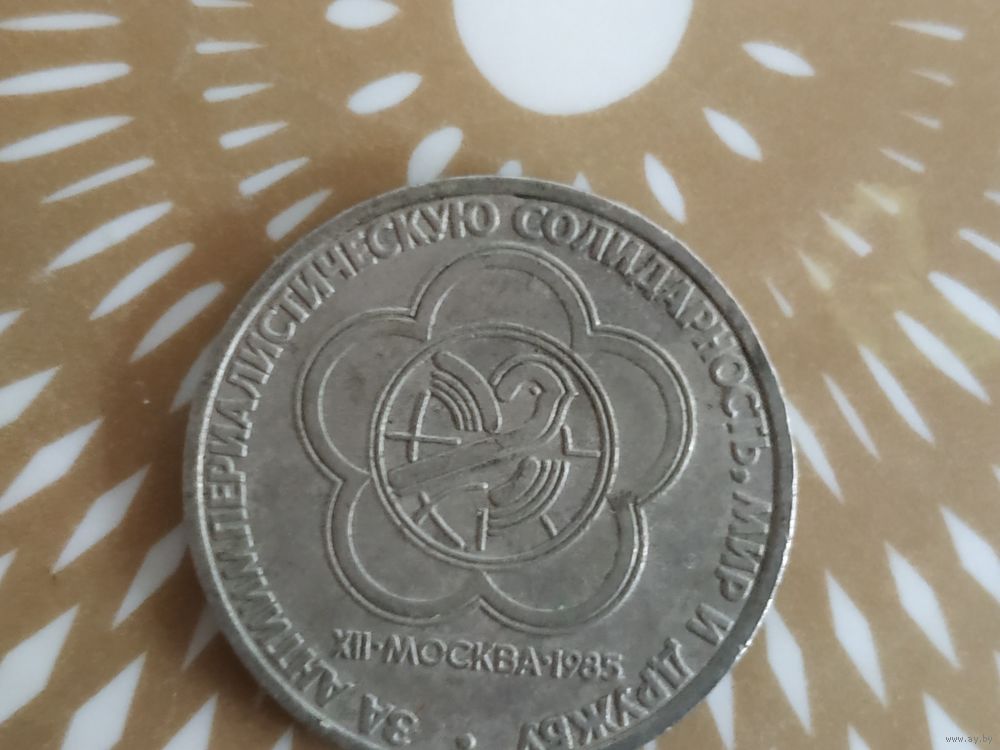 ЗА АНТИИМПЕРИАЛИСТИЧЕСКУЮ СОЛИДАРНОСТЬ, МИР И ДРУЖБУ •
XII•МОСКВА•1985
www.ay.by